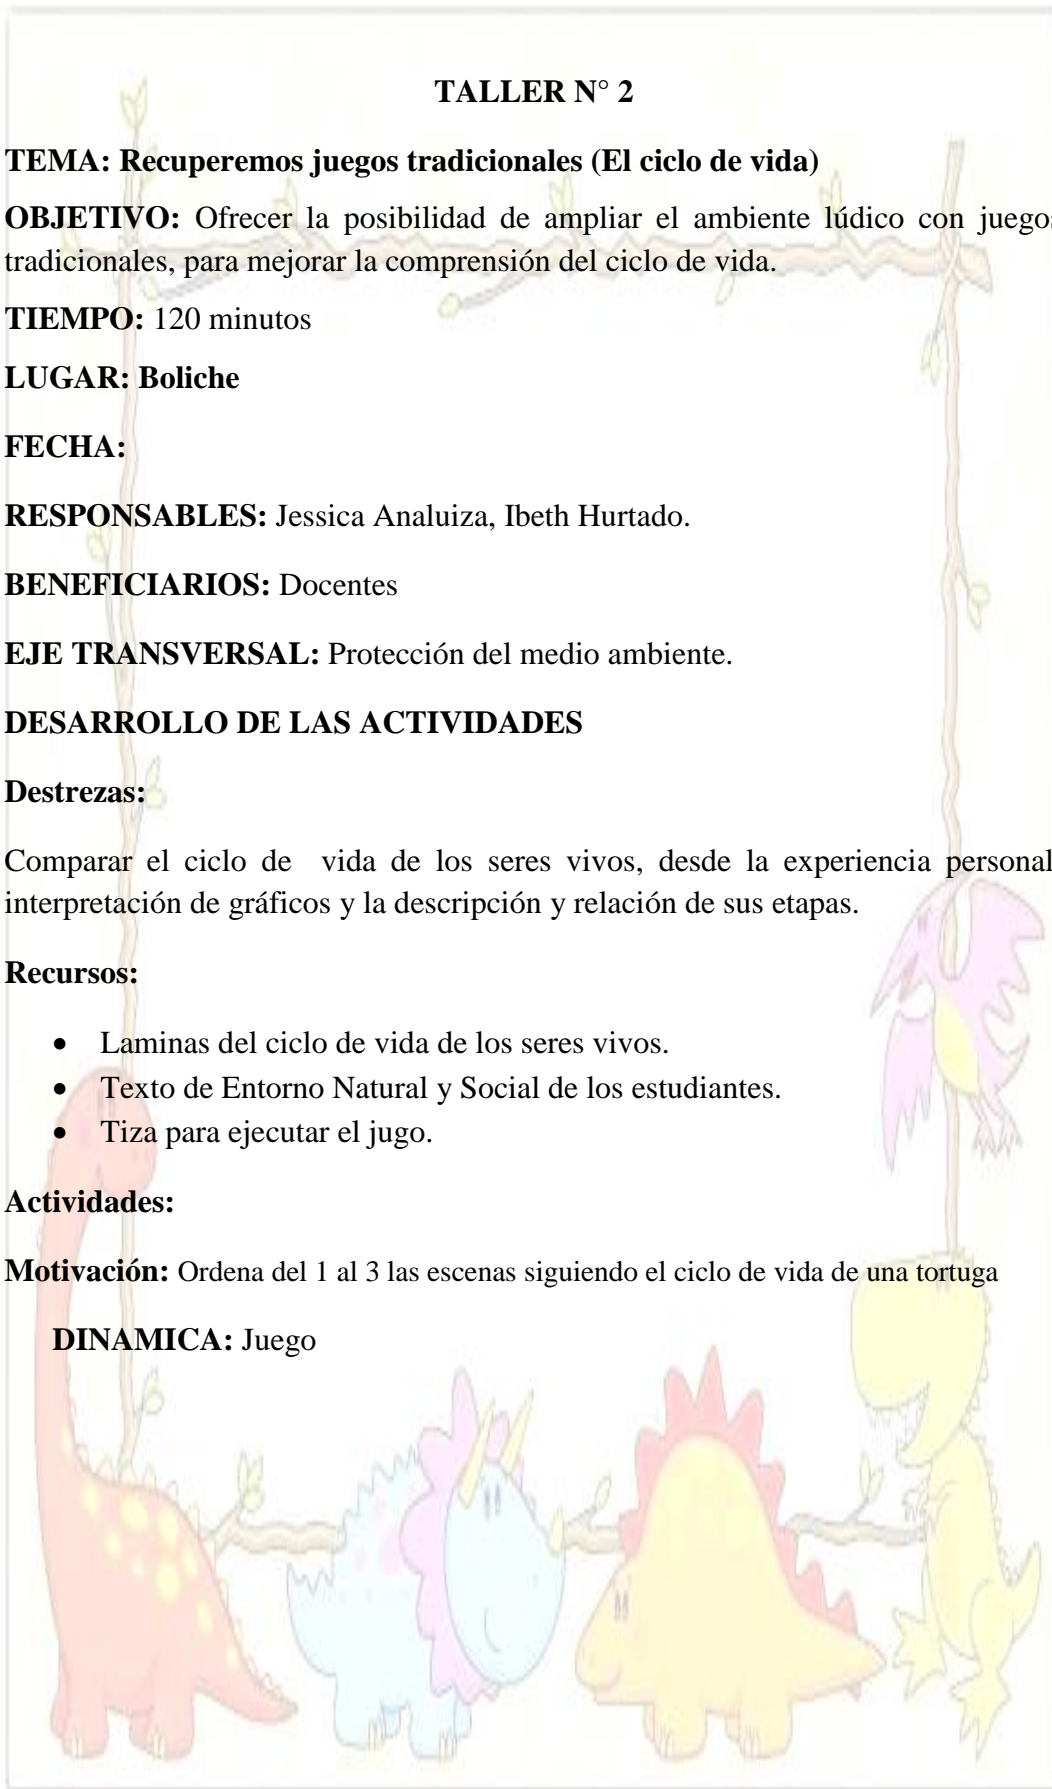 TALLER N° 2
TEMA: Recuperemos juegos tradicionales (El ciclo de vida)
OBJETIVO: Ofrecer la posibilidad de ampliar el ambiente lúdico con juegos
tradicionales, para mejorar la comprensión del ciclo de vida.
TIEMPO: 120 minutos
LUGAR: Boliche
FECHA:
RESPONSABLES: Jessica Analuiza, Ibeth Hurtado.
BENEFICIARIOS: Docentes
EJE TRANSVERSAL: Protección del medio ambiente.
DESARROLLO DE LAS ACTIVIDADES
Destrezas:
Comparar el ciclo de vida de los seres vivos, desde la experiencia personal
interpretación de gráficos y la descripción y relación de sus etapas.
Recursos:
• Laminas del ciclo de vida de los seres vivos.
• Texto de Entorno Natural y Social de los estudiantes.
• Tiza para ejecutar el jugo.
Actividades:
Motivación: Ordena del 1 al 3 las escenas siguiendo el ciclo de vida de una tortuga
DINAMICA: Juego